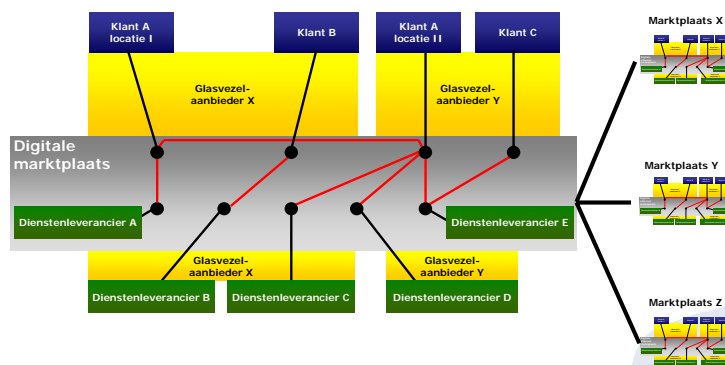 Klant A
locatie I
Klant B
Klant A
locatie II
Klant C
Marktplaats X
Glasvezel-
aanbieder X
Glasvezel-
aanbieder Y
Digitale
marktplaats
Marktplaats Y
Dienstenleverancier A
Dienstenleverancier E
Glasvezel-
aanbieder X
Glasvezel-
aanbieder Y
Dienstenleverancier B
Dienstenleverancier C
Dienstenleverancier D
Marktplaats Z